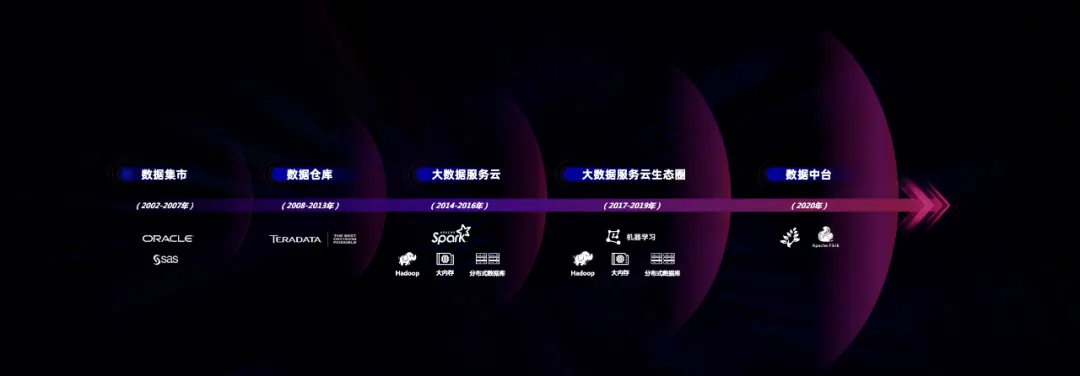 数据集市
数据仓库
大数据服务云
大数据服务云生态圈
数据中台
（2002-2007年）
（2008-2013年）
（2014-2016年）
（2017-2019年）
（2020年）
ORACLE
sas
TERADATA
THE BEST
DECISION
POSSIBLE
APACHE
Spark
Hadoop
大内存
分布式数据库
机器学习
Hadoop
大内存
分布式数据库
Apache Flink